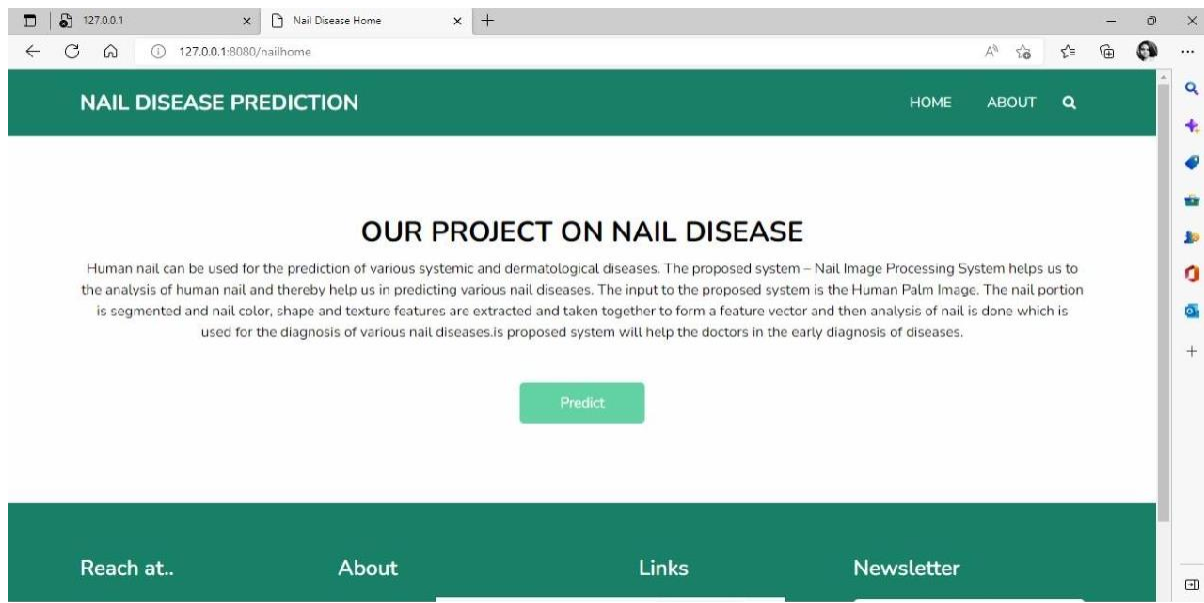 127.0.0.1
Nail Disease Home
127.0.0.1:8080/nailhome
NAIL DISEASE PREDICTION
HOME
ABOUT
OUR PROJECT ON NAIL DISEASE
Human nail can be used for the prediction of various systemic and dermatological diseases. The proposed system – Nail Image Processing System helps us to
the analysis of human nail and thereby help us in predicting various nail diseases. The input to the proposed system is the Human Palm Image. The nail portion
is segmented and nail color, shape and texture features are extracted and taken together to form a feature vector and then analysis of nail is done which is
used for the diagnosis of various nail diseases.is proposed system will help the doctors in the early diagnosis of diseases.
Predict
Reach at..
About
Links
Newsletter